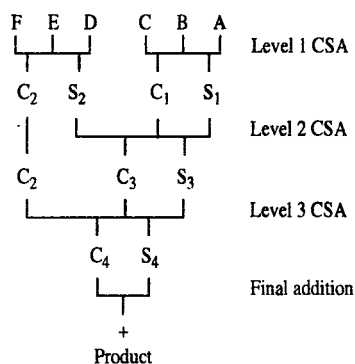 F E D C B A
Level 1 CSA
C2 S2 C1 S1
Level 2 CSA
C2 C3 S3
Level 3 CSA
C4 S4
Final addition
+
Product